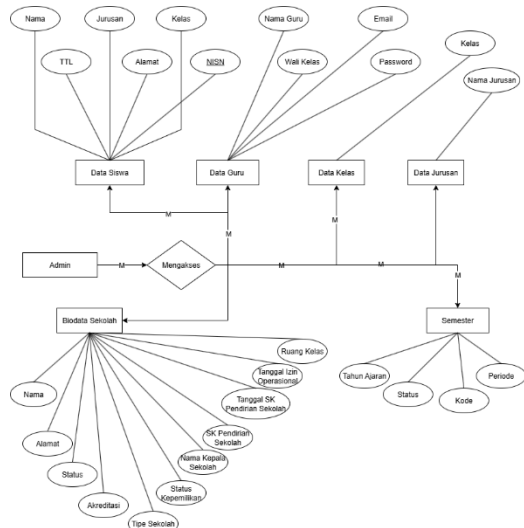 Nama
Jurusan
Kelas
Nama Guru
Email
Kelas
TTL
Alamat
NISN
Wali Kelas
Password
Nama Jurusan
Data Siswa
Data Guru
Data Kelas
Data Jurusan
M
M
M
M
M
Admin
M
Mengakses
M
M
M
M
M
Biodata Sekolah
Semester
Ruang Kelas
Tanggal Izin
Operasional
Tanggal SK
Pendirian Sekolah
SK Pendirian
Sekolah
Nama Kepala
Sekolah
Status
Kepemilikan
Tipe Sekolah
Akreditasi
Status
Alamat
Nama
Tahun Ajaran
Status
Kode
Periode